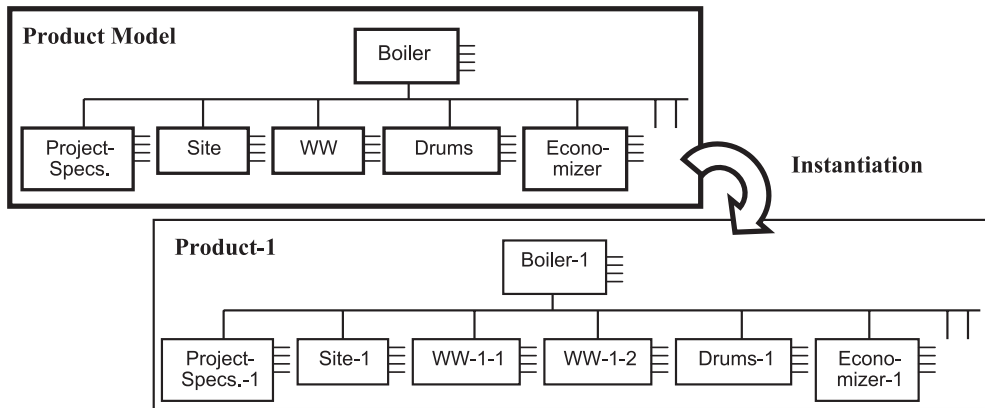 Product Model
Boiler
Project-
Specs.
Site
WW
Drums
Econo-
mizer
Instantiation
Product-1
Boiler-1
Project-
Specs.-1
Site-1
WW-1-1
WW-1-2
Drums-1
Econo-
mizer-1